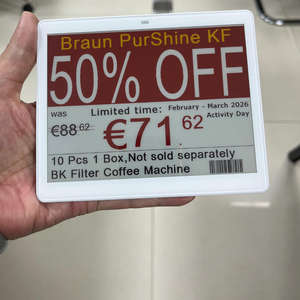 Braun PurShine KF
50% OFF
was
Limited time: February - March 2026
Activity Day
€88 62
€71 62
10 Pcs 1 Box,Not sold separately
BK Filter Coffee Machine